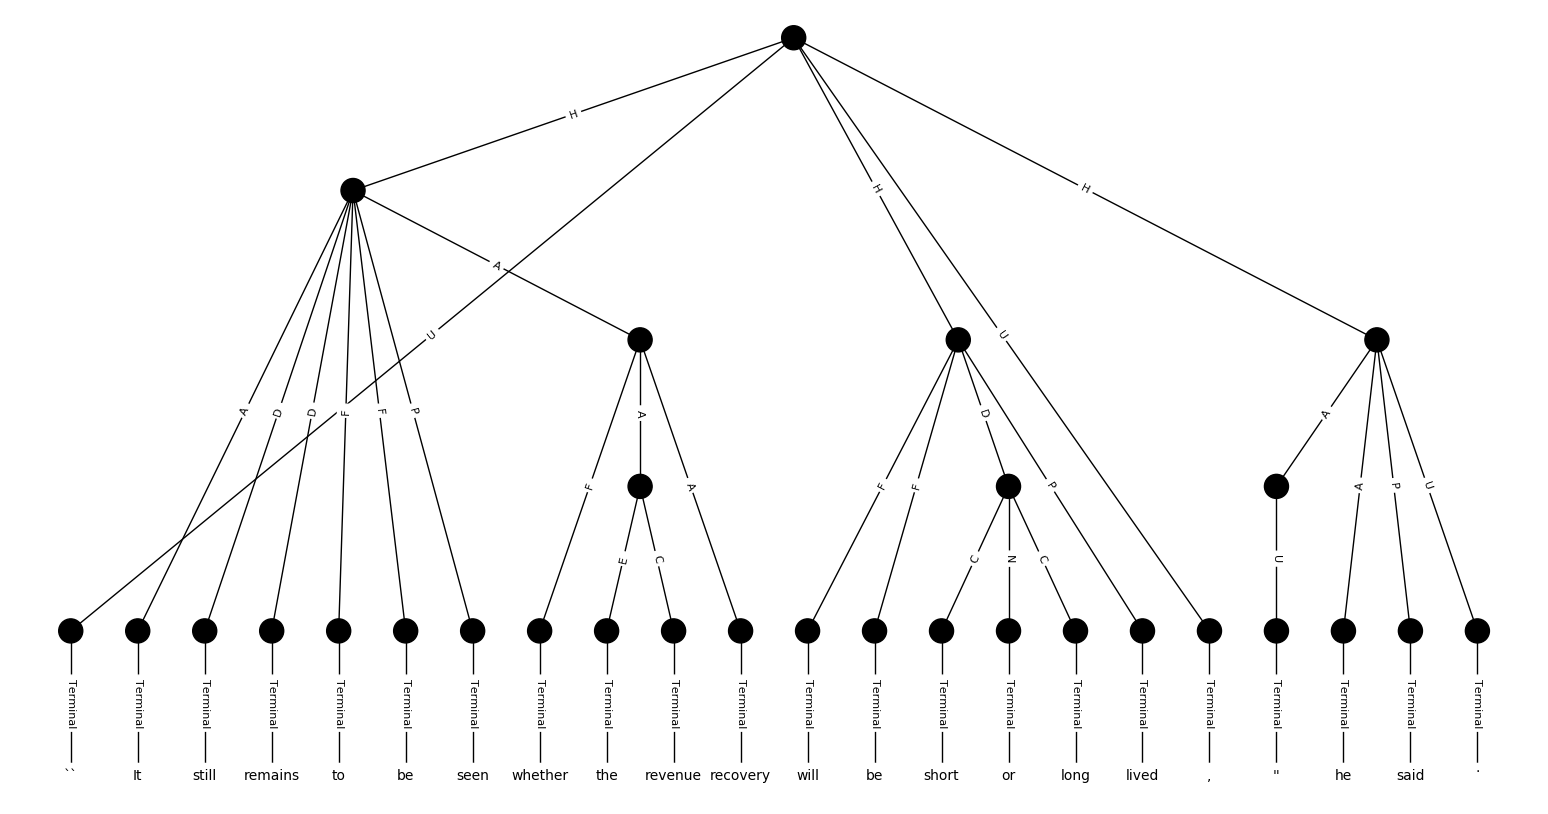 H
H
H
A
U
U
A
D
D
F
F
P
A
D
A
F
A
F
F
P
A
P
U
E
C
C
N
C
U
Terminal Terminal Terminal Terminal Terminal Terminal Terminal Terminal Terminal Terminal Terminal Terminal Terminal Terminal Terminal Terminal Terminal Terminal Terminal Terminal Terminal Terminal
`` It still remains to be seen whether the revenue recovery will be short or long lived , " he said .